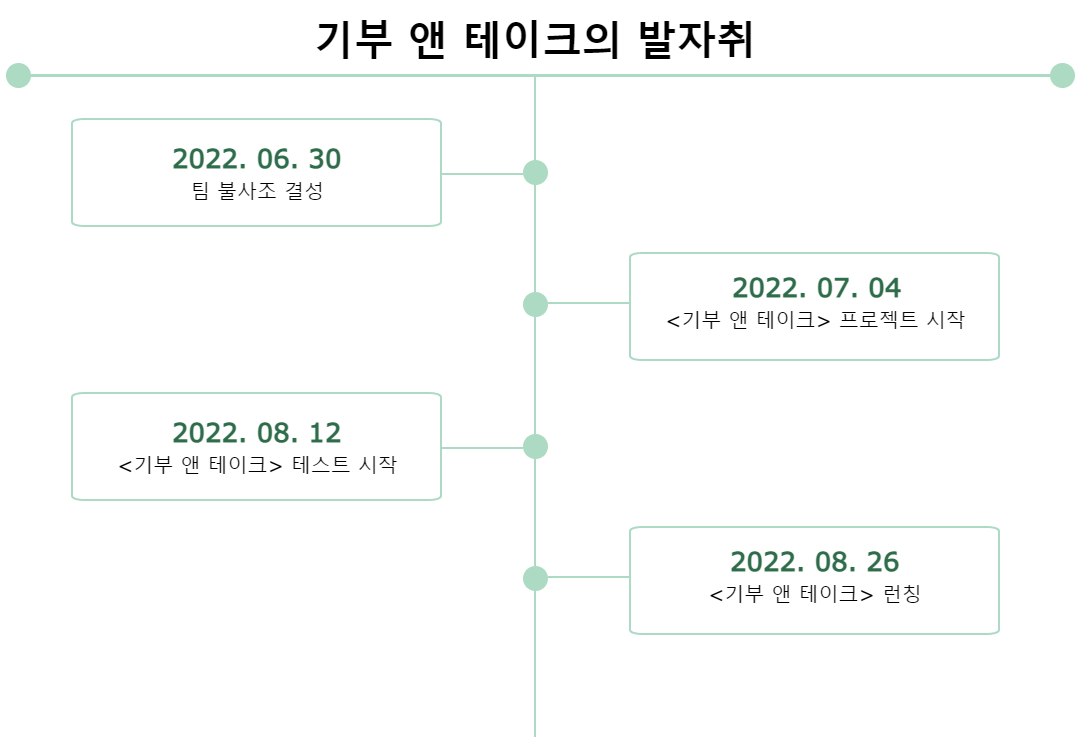 기부 앤 테이크의 발자취
2022. 06. 30
팀 불사조 결성
2022. 07. 04
<기부 앤 테이크> 프로젝트 시작
2022. 08. 12
<기부 앤 테이크> 테스트 시작
2022. 08. 26
<기부 앤 테이크> 런칭